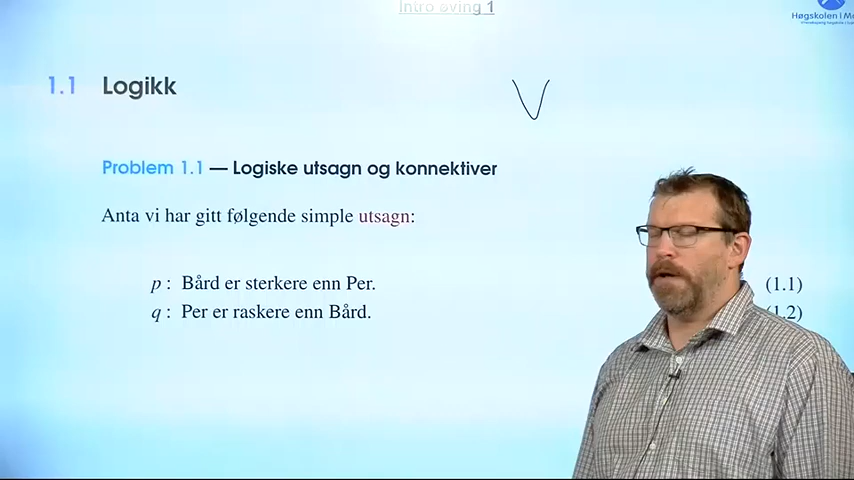 Intro øving 1
Høgskolen i Mo
1.1 Logikk
Problem 1.1 — Logiske utsagn og konnektiver
Anta vi har gitt følgende simple utsagn:
p : Bård er sterkere enn Per. (1.1)
q : Per er raskere enn Bård. (1.2)